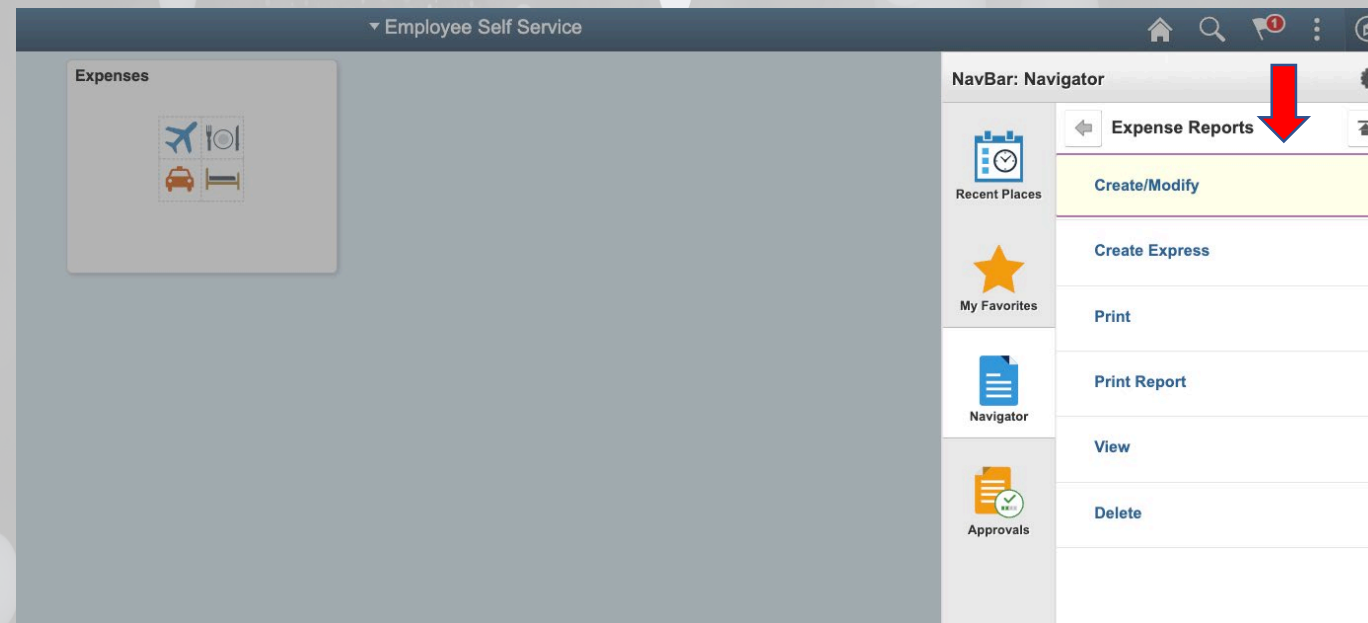 Employee Self Service
1
Expenses
NavBar: Navigator
Expense Reports
Recent Places
Create/Modify
Create Express
My Favorites
Print
Print Report
Navigator
View
Delete
Approvals